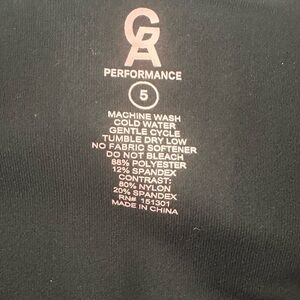 GA
PERFORMANCE
5
MACHINE WASH
COLD WATER
GENTLE CYCLE
TUMBLE DRY LOW
NO FABRIC SOFTENER
DO NOT BLEACH
88% POLYESTER
12% SPANDEX
CONTRAST:
80% NYLON
20% SPANDEX
RN# 151301
MADE IN CHINA